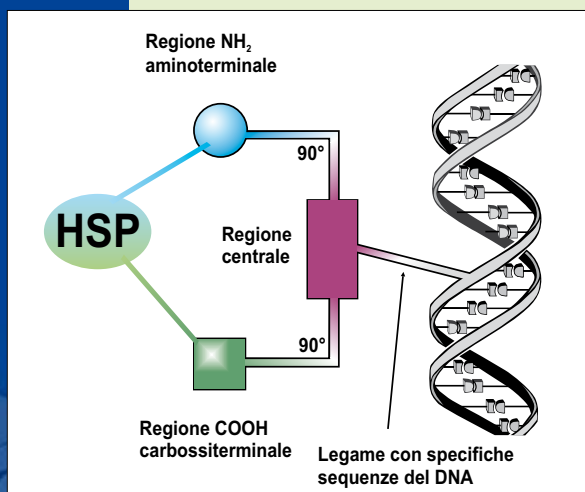 Regione NH₂
aminoterminale
90°
HSP
Regione
centrale
90°
Regione COOH
carbossiterminale
Legame con specifiche
sequenze del DNA